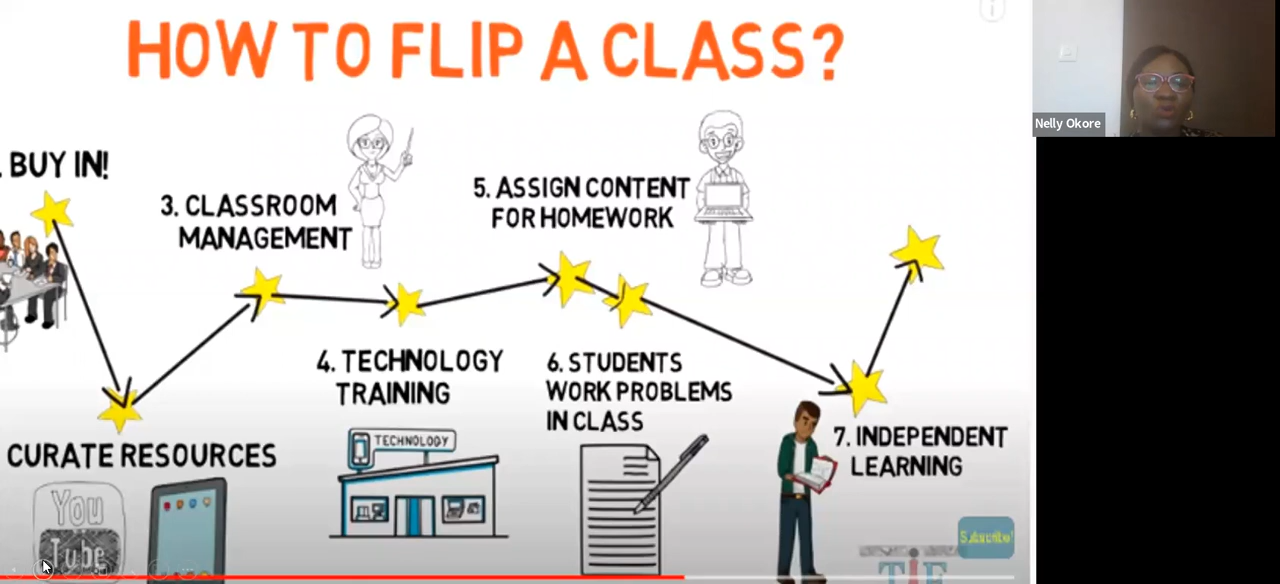 HOW TO FLIP A CLASS?
Nelly Okore
. BUY IN!
3. CLASSROOM
MANAGEMENT
5. ASSIGN CONTENT
FOR HOMEWORK
4. TECHNOLOGY
TRAINING
6. STUDENTS
WORK PROBLEMS
IN CLASS
TECHNOLOGY
CURATE RESOURCES
7. INDEPENDENT
LEARNING
You
Tube
Subscribe!